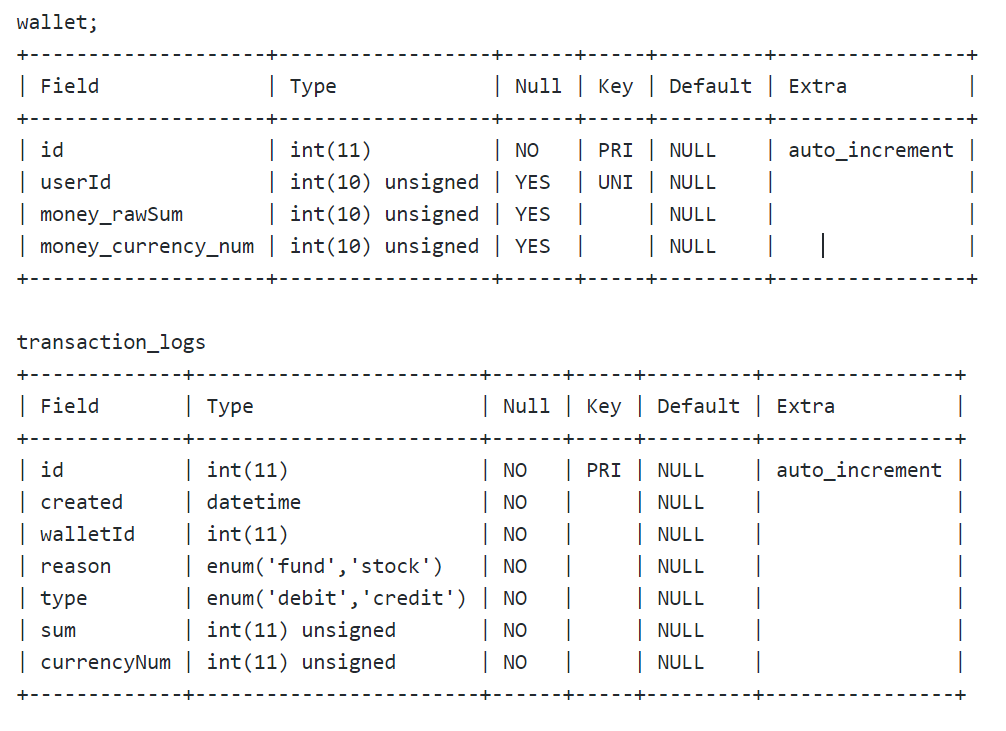 wallet;
+--------------------+------------------+------+-----+---------+----------------+
| Field              | Type             | Null | Key | Default | Extra          |
+--------------------+------------------+------+-----+---------+----------------+
| id                 | int(11)          | NO   | PRI | NULL    | auto_increment |
| userId             | int(10) unsigned | YES  | UNI | NULL    |                |
| money_rawSum       | int(10) unsigned | YES  |     | NULL    |                |
| money_currency_num | int(10) unsigned | YES  |     | NULL    |                |
+--------------------+------------------+------+-----+---------+----------------+
transaction_logs
+-------------+------------------------+------+-----+---------+----------------+
| Field       | Type                   | Null | Key | Default | Extra          |
+-------------+------------------------+------+-----+---------+----------------+
| id          | int(11)                | NO   | PRI | NULL    | auto_increment |
| created     | datetime               | NO   |     | NULL    |                |
| walletId    | int(11)                | NO   |     | NULL    |                |
| reason      | enum('fund','stock')   | NO   |     | NULL    |                |
| type        | enum('debit','credit') | NO   |     | NULL    |                |
| sum         | int(11) unsigned       | NO   |     | NULL    |                |
| currencyNum | int(11) unsigned       | NO   |     | NULL    |                |
+-------------+------------------------+------+-----+---------+----------------+